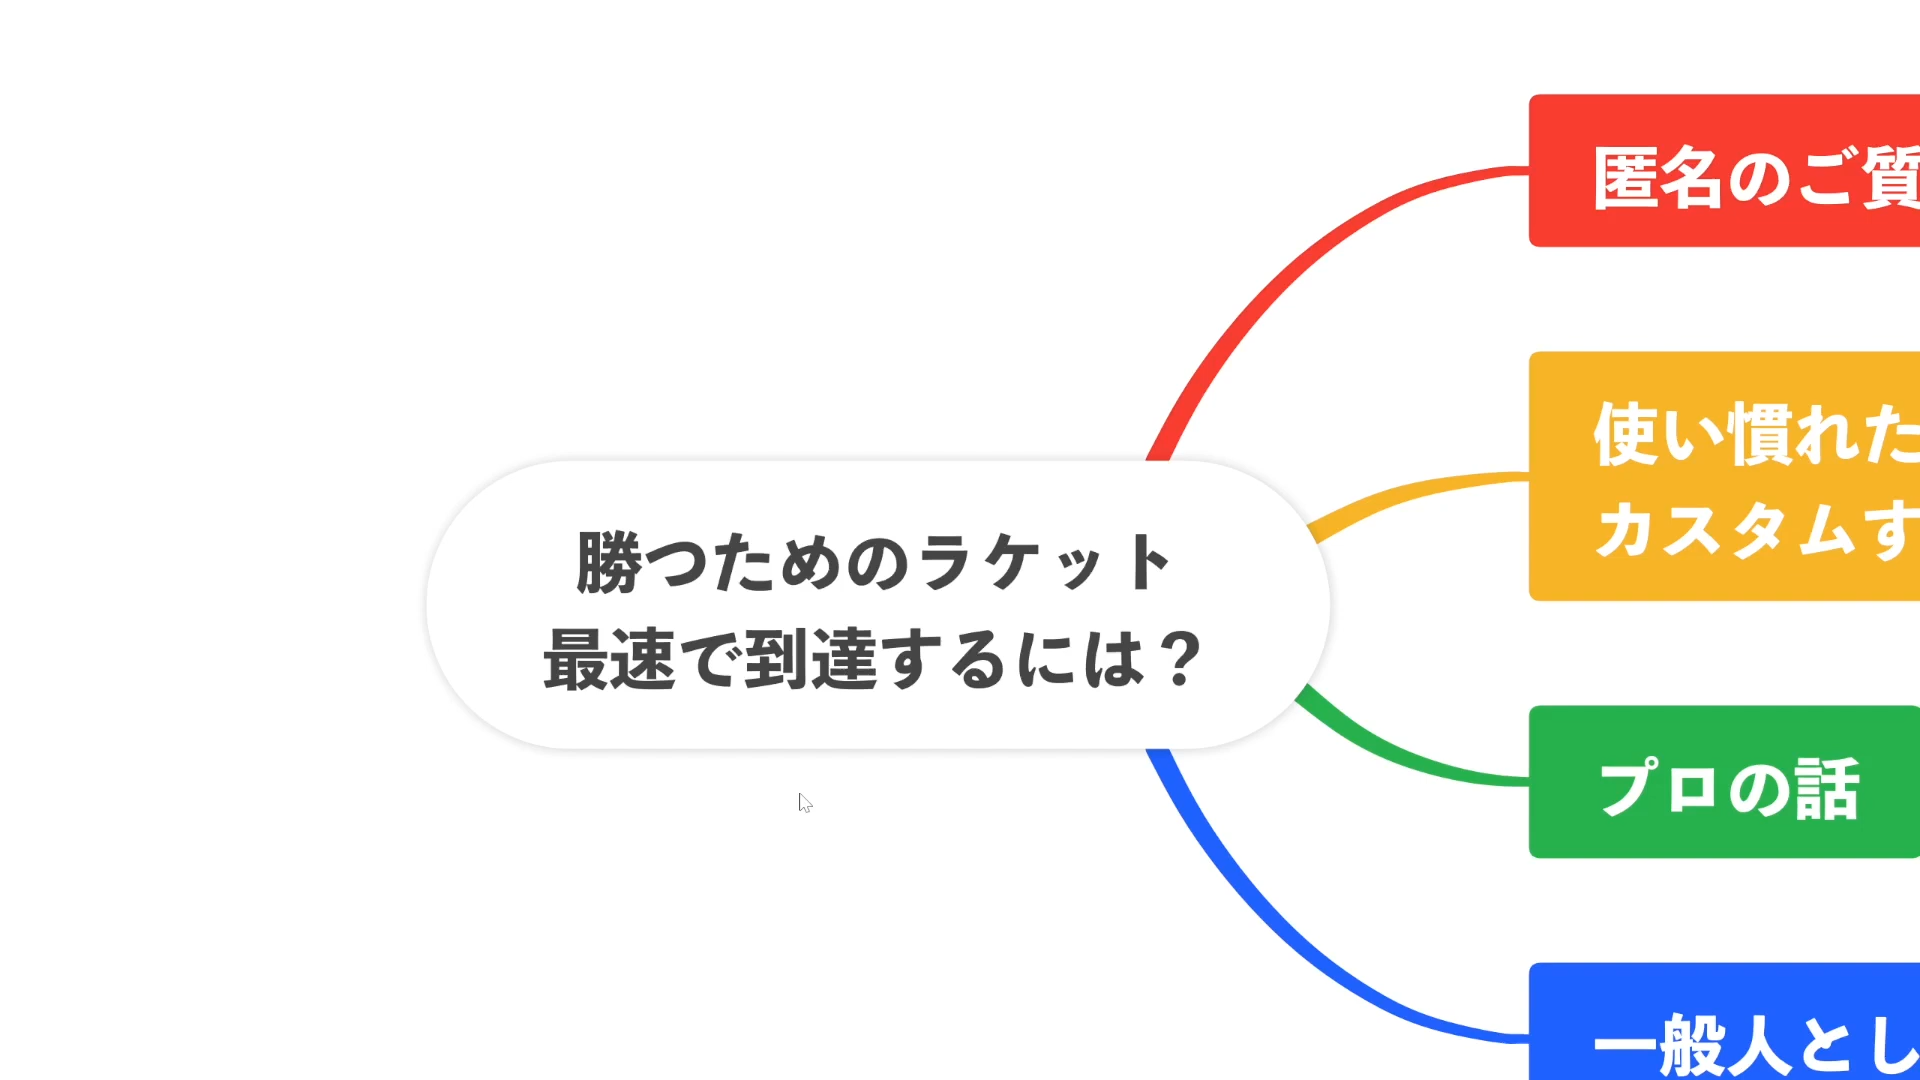 勝つためのラケット
最速で到達するには？
匿名のご質
使い慣れた
カスタムす
プロの話
一般人とし